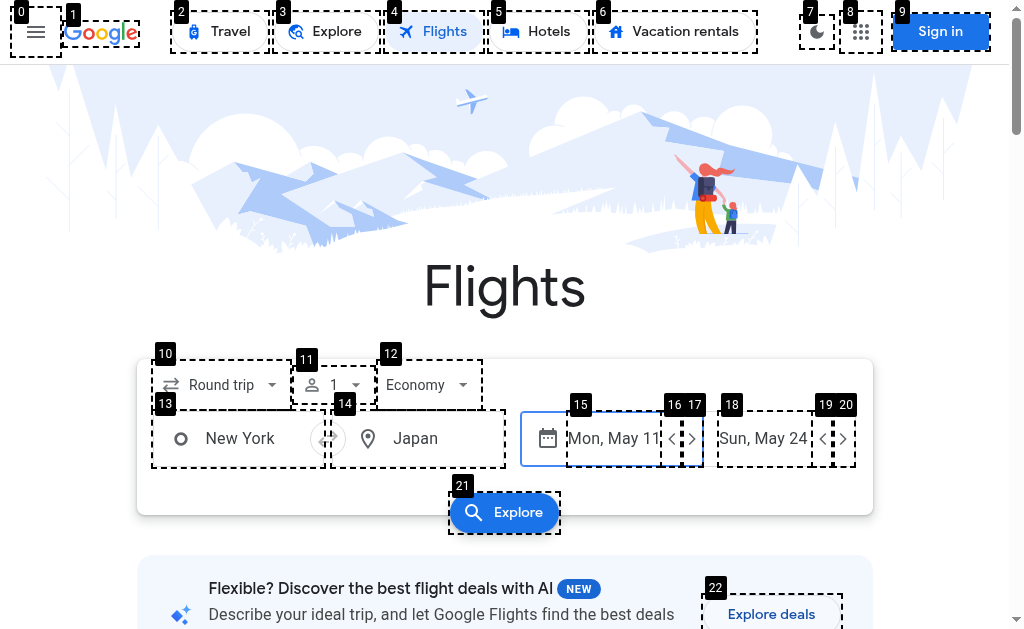 0 1 2 3 4 5 6 7 8 9
Google Travel Explore Flights Hotels Vacation rentals Sign in
Flights
10 11 12
Round trip 1 Economy
13 14 15 16 17 18 19 20
New York Japan Mon, May 11 Sun, May 24
21
Explore
Flexible? Discover the best flight deals with AI NEW
22
Describe your ideal trip, and let Google Flights find the best deals Explore deals